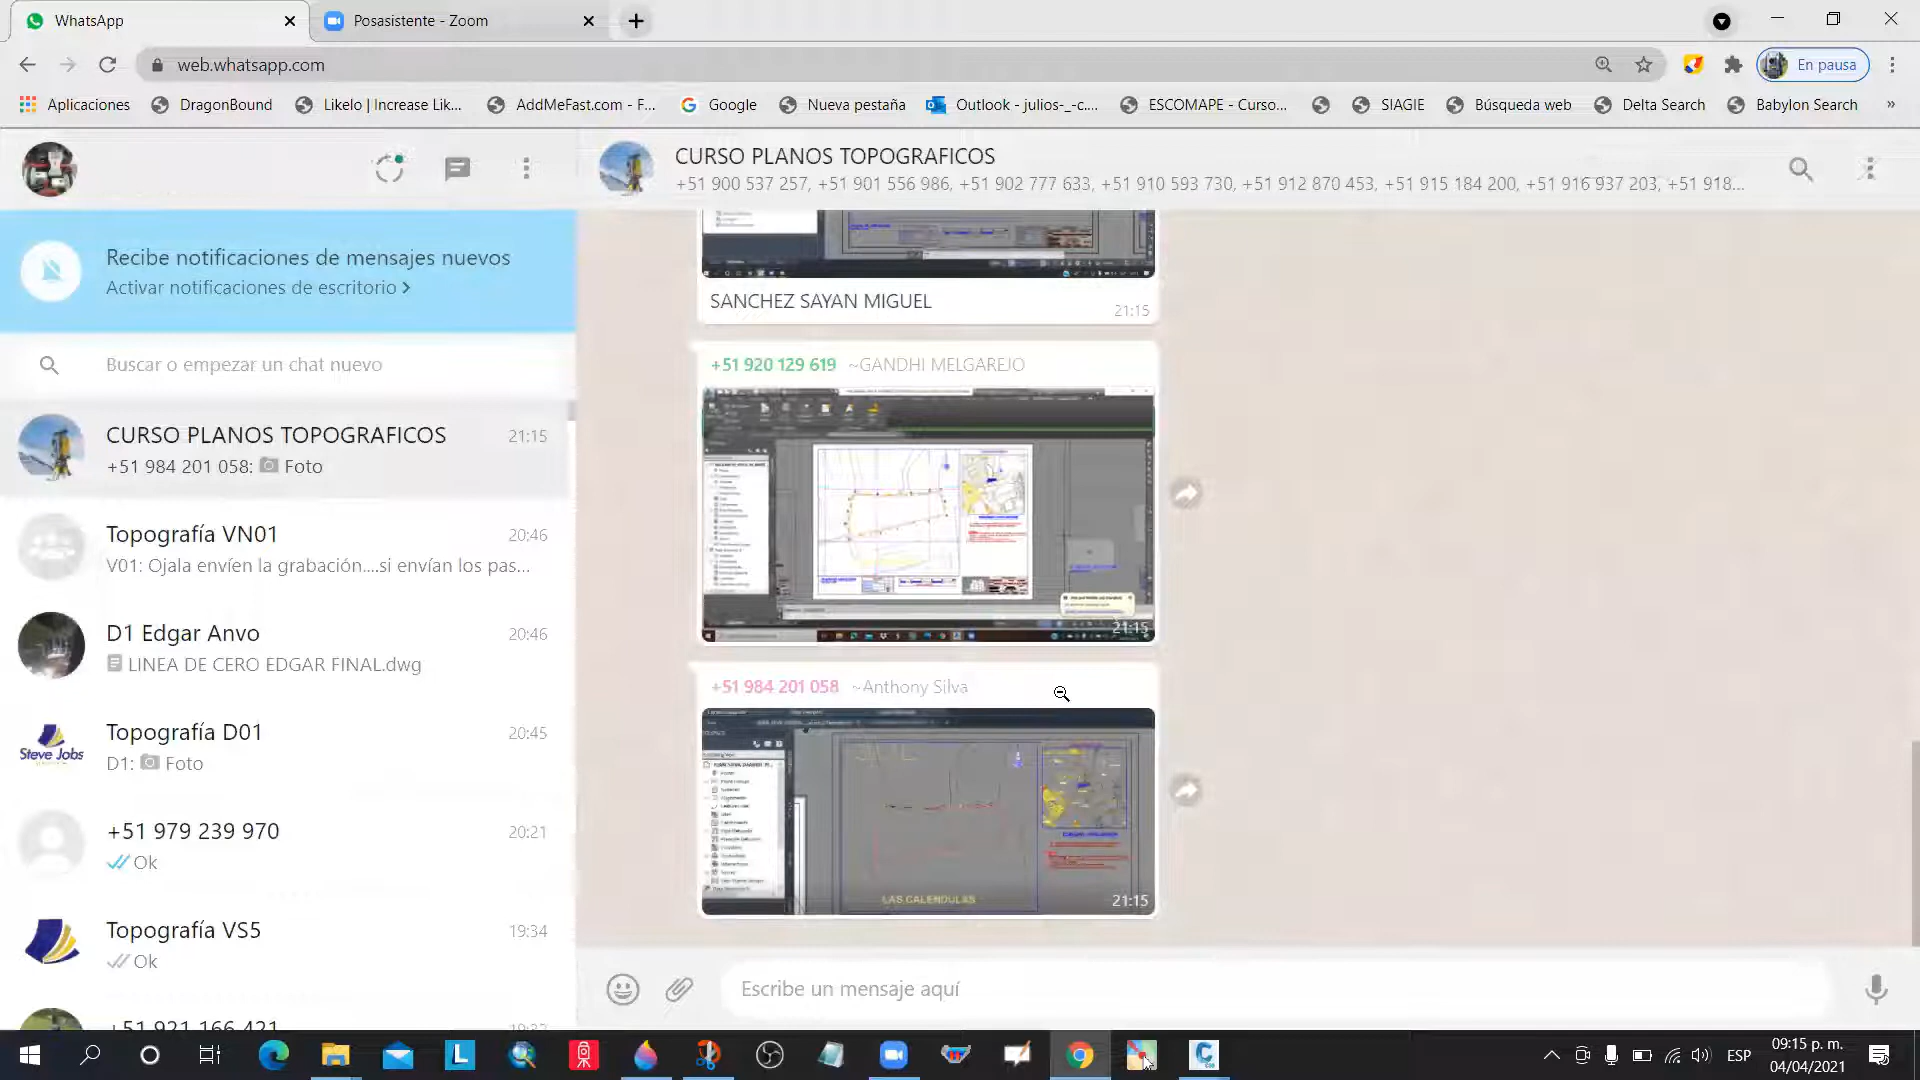 WhatsApp
Posasistente - Zoom
web.whatsapp.com
En pausa
Aplicaciones
DragonBound
Likelo | Increase Lik...
AddMeFast.com - F...
Google
Nueva pestaña
Outlook - julios-_-c....
ESCOMAPE - Curso...
SIAGIE
Búsqueda web
Delta Search
Babylon Search
»
CURSO PLANOS TOPOGRAFICOS
+51 900 537 257, +51 901 556 986, +51 902 777 633, +51 910 593 730, +51 912 870 453, +51 915 184 200, +51 916 937 203, +51 918...
Recibe notificaciones de mensajes nuevos
Activar notificaciones de escritorio >
Buscar o empezar un chat nuevo
CURSO PLANOS TOPOGRAFICOS 21:15
+51 984 201 058: Foto
Topografía VN01 20:46
V01: Ojala envíen la grabación....si envían los pas...
D1 Edgar Anvo 20:46
LINEA DE CERO EDGAR FINAL.dwg
Steve Jobs
Topografía D01 20:45
D1: Foto
+51 979 239 970 20:21
Ok
Topografía VS5 19:34
Ok
+51 921 166 421
SANCHEZ SAYAN MIGUEL
21:15
+51 920 129 619 ~GANDHI MELGAREJO
21:15
+51 984 201 058 ~Anthony Silva
LAS CALENDULAS
21:15
Escribe un mensaje aquí
ESP
09:15 p. m.
04/04/2021